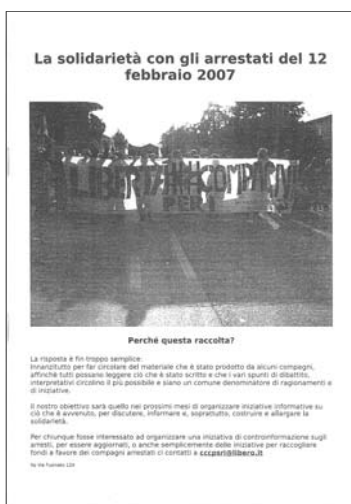 La solidarietà con gli arrestati del 12
febbraio 2007
LIBERTÀ COMPAGNI
PER I
Perché questa raccolta?
La risposta è fin troppo semplice:
Innanzitutto per far circolare del materiale che è stato prodotto da alcuni compagni,
affinchè tutti possano leggere ciò che è stato scritto e che i vari spunti di dibattito,
interpretativi circolino il più possibile e siano un comune denominatore di ragionamenti e
di iniziative.
Il nostro obiettivo sarà quello nei prossimi mesi di organizzare iniziative informative su
ciò che è avvenuto, per discutere, informare e, soprattutto, costruire e allargare la
solidarietà.
Per chiunque fosse interessato ad organizzare una iniziativa di controinformazione sugli
arresti, per essere aggiornati, o anche semplicemente delle iniziative per raccogliere
fondi a favore dei compagni arrestati ci contatti a cccpsri@libero.it